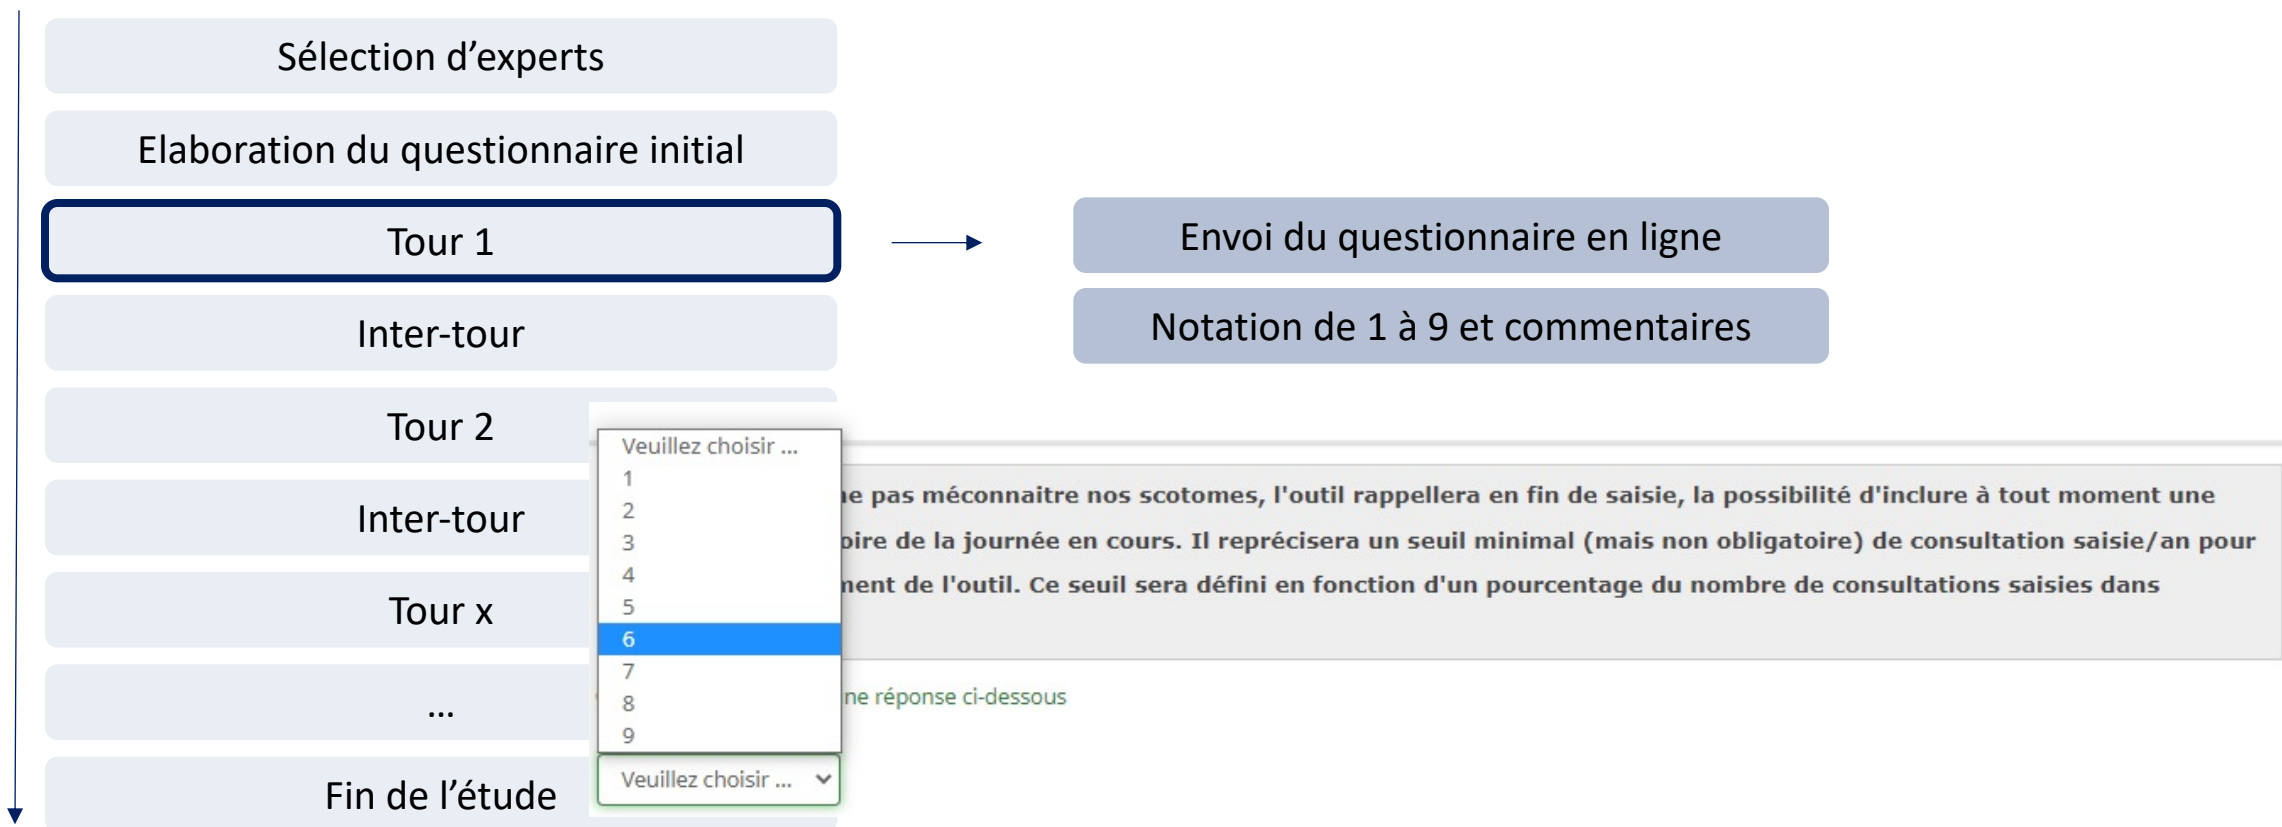 Sélection d’experts
Elaboration du questionnaire initial
Tour 1
Envoi du questionnaire en ligne
Inter-tour
Notation de 1 à 9 et commentaires
Tour 2
Inter-tour
Tour x
...
Fin de l’étude
Veuillez choisir ...
1
2
3
4
5
6
7
8
9
Veuillez choisir ...
pas méconnaitre nos scotomes, l'outil rappellera en fin de saisie, la possibilité d'inclure à tout moment une
de la journée en cours. Il reprécisera un seuil minimal (mais non obligatoire) de consultation saisie/an pour
de l'outil. Ce seuil sera défini en fonction d'un pourcentage du nombre de consultations saisies dans
réponse ci-dessous